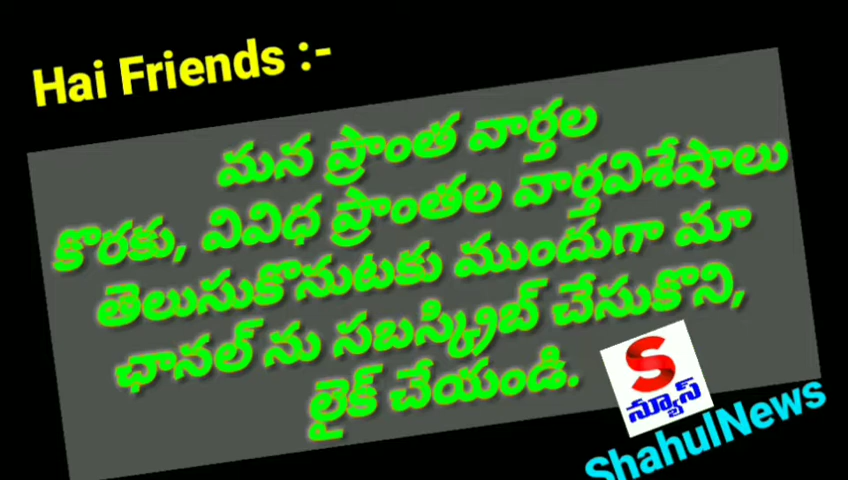 Hai Friends :-
మన ప్రాంత వార్తల
కొరకు, వివిధ ప్రాంతల వార్తవిశేషాలు
తెలుసుకొనుటకు ముందుగా మా
ఛానల్ ను సబస్క్రిబ్ చేసుకొని,
లైక్ చేయండి.
S
న్యూస్
ShahulNews